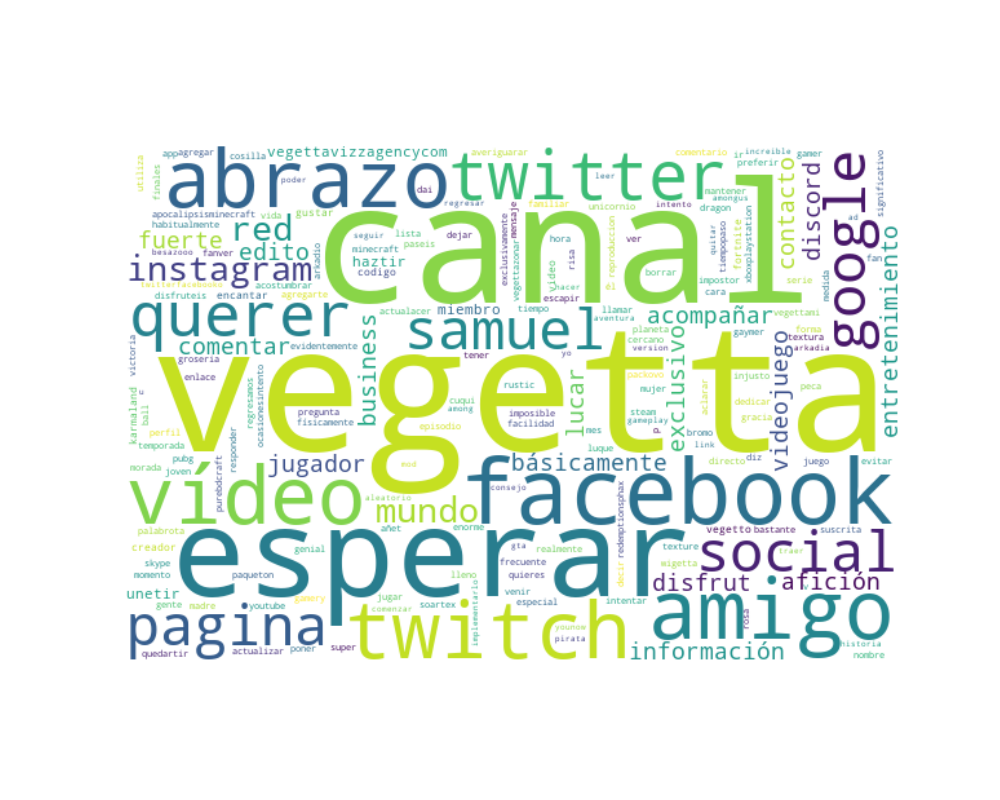 vegetta
canal
esperar
facebook
abrazo
twitter
amigo
twitch
vídeo
querer
samuel
social
google
pagina
instagram
red
edito
fuerte
comentar
mundo
jugador
básicamente
acompañar
miembro
business
lucar
exclusivo
videojuego
contacto
discord
entretenimiento
información
disfrut
afición
unetir
haztir
vegettavizzagencycom
utiliza
finales
app
agregar
cosilla
poder
averiguarar
leer
dai
comentario
ir
increible
preferir
gamer
significativo
mantener
amongus
fortnite
xboxplaystation
ad
fan
medida
serie
tiempopaso
quitar
intento
dragon
unicornio
familiar
regresar
mensaje
exclusivamente
vegettazonar
reproduccion
él
video
hora
risa
ver
borrar
impostor
cara
hacer
escapir
dejar
lista
paseis
seguir
minecraft
codigo
arkadio
gustar
vida
apocalipsisminecraft
habitualmente
besazooo
fanver
twitterfacebooks
acostumbrar
disfruteis
encantar
agregarte
actualacer
tiempo
aventura
llamar
vegettami
planeta
cercano
version
gaymer
forma
textura
arkadia
evidentemente
grosería
enlace
victoria
karmaland
ball
perfil
temporada
regresamos
ocasionesintento
pregunta
físicamente
tener
cuqui
among
episodio
yo
rustic
imposible
facilidad
mes
luque
steam
gameplay
packovo
mujer
p
aclarar
injusto
dedicar
gracia
peca
bromo
link
diz
directo
juego
evitar
morada
joven
pubg
purebdcraft
responder
mod
aleatorio
consejo
añet
enorme
palabrota
creador
skype
momento
paqueton
genial
lleno
frecuente
gta
quieres
realmente
venir
decir
redemptionsphax
vegetto
bastante
suscrita
texture
traer
migetta
gente
madre
youtube
gamery
jugar
comenzar
soartex
especial
intentar
implementarlo
younow
pirata
rosa
quedartir
actualizar
poner
super
historia
nombre